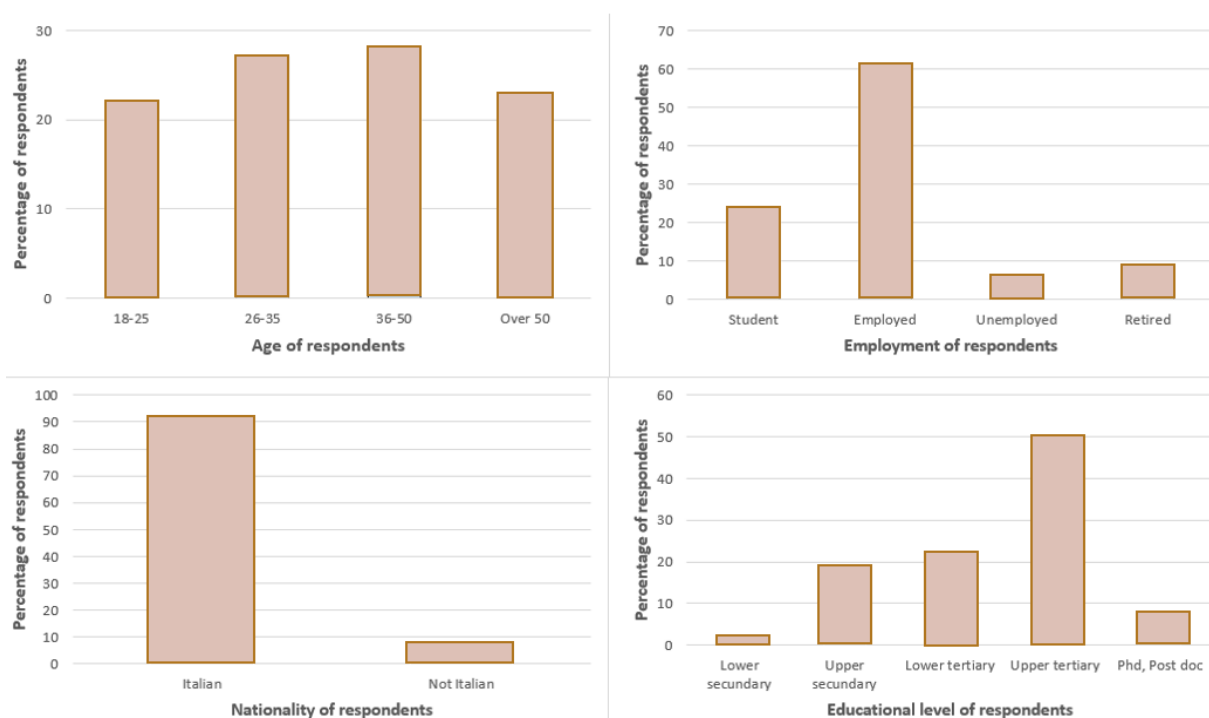 Percentage of respondents
30
20
10
0
18-25 26-35 36-50 Over 50
Age of respondents
Percentage of respondents
70
60
50
40
30
20
10
0
Student Employed Unemployed Retired
Employment of respondents
Percentage of respondents
100
90
80
70
60
50
40
30
20
10
0
Italian Not Italian
Nationality of respondents
Percentage of respondents
60
50
40
30
20
10
0
Lower Upper Lower tertiary Upper tertiary Phd, Post doc
secundary secundary
Educational level of respondents